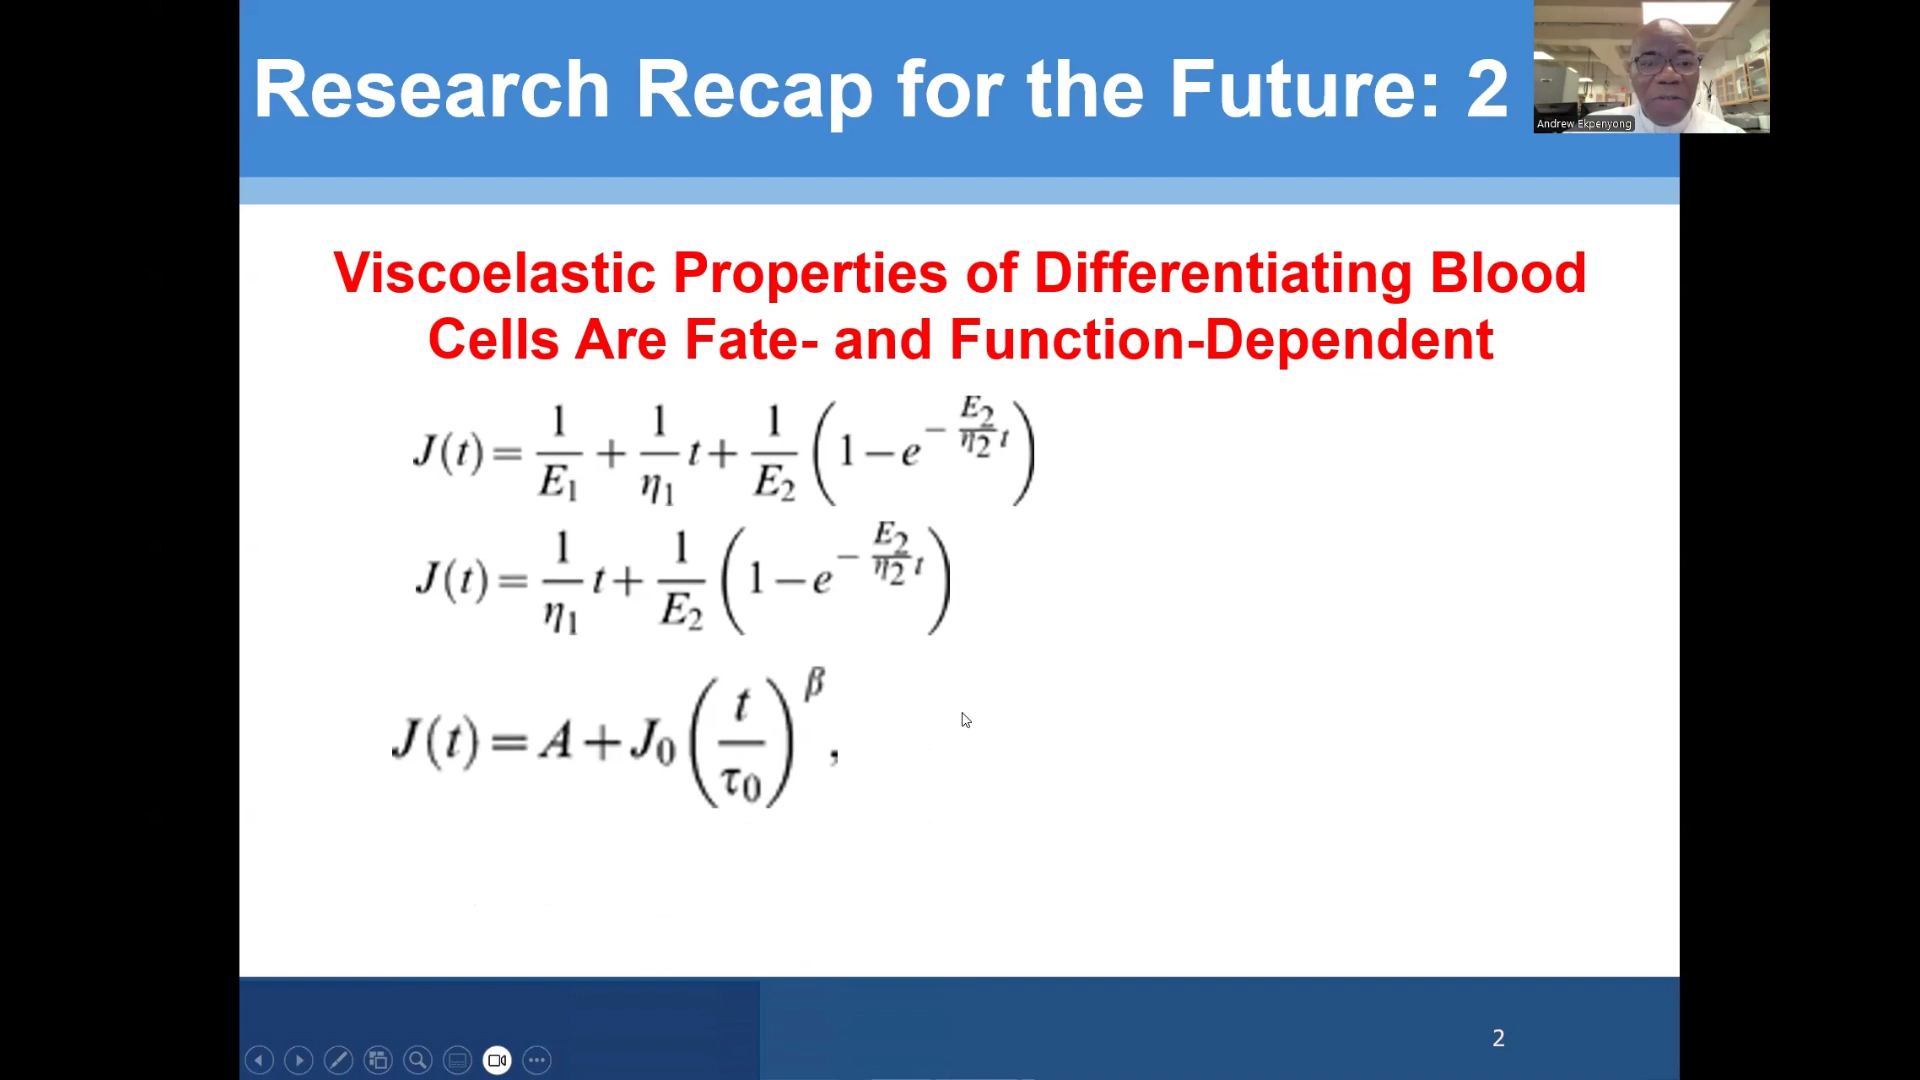 Research Recap for the Future: 2
Andrew Ekpenyong
Viscoelastic Properties of Differentiating Blood
Cells Are Fate- and Function-Dependent
J(t) = 1/E₁ + 1/η₁ t + 1/E₂ (1 − e^(−E₂/η₂ t))
J(t) = 1/η₁ t + 1/E₂ (1 − e^(−E₂/η₂ t))
J(t) = A + J₀ (t/τ₀)^β ,
2